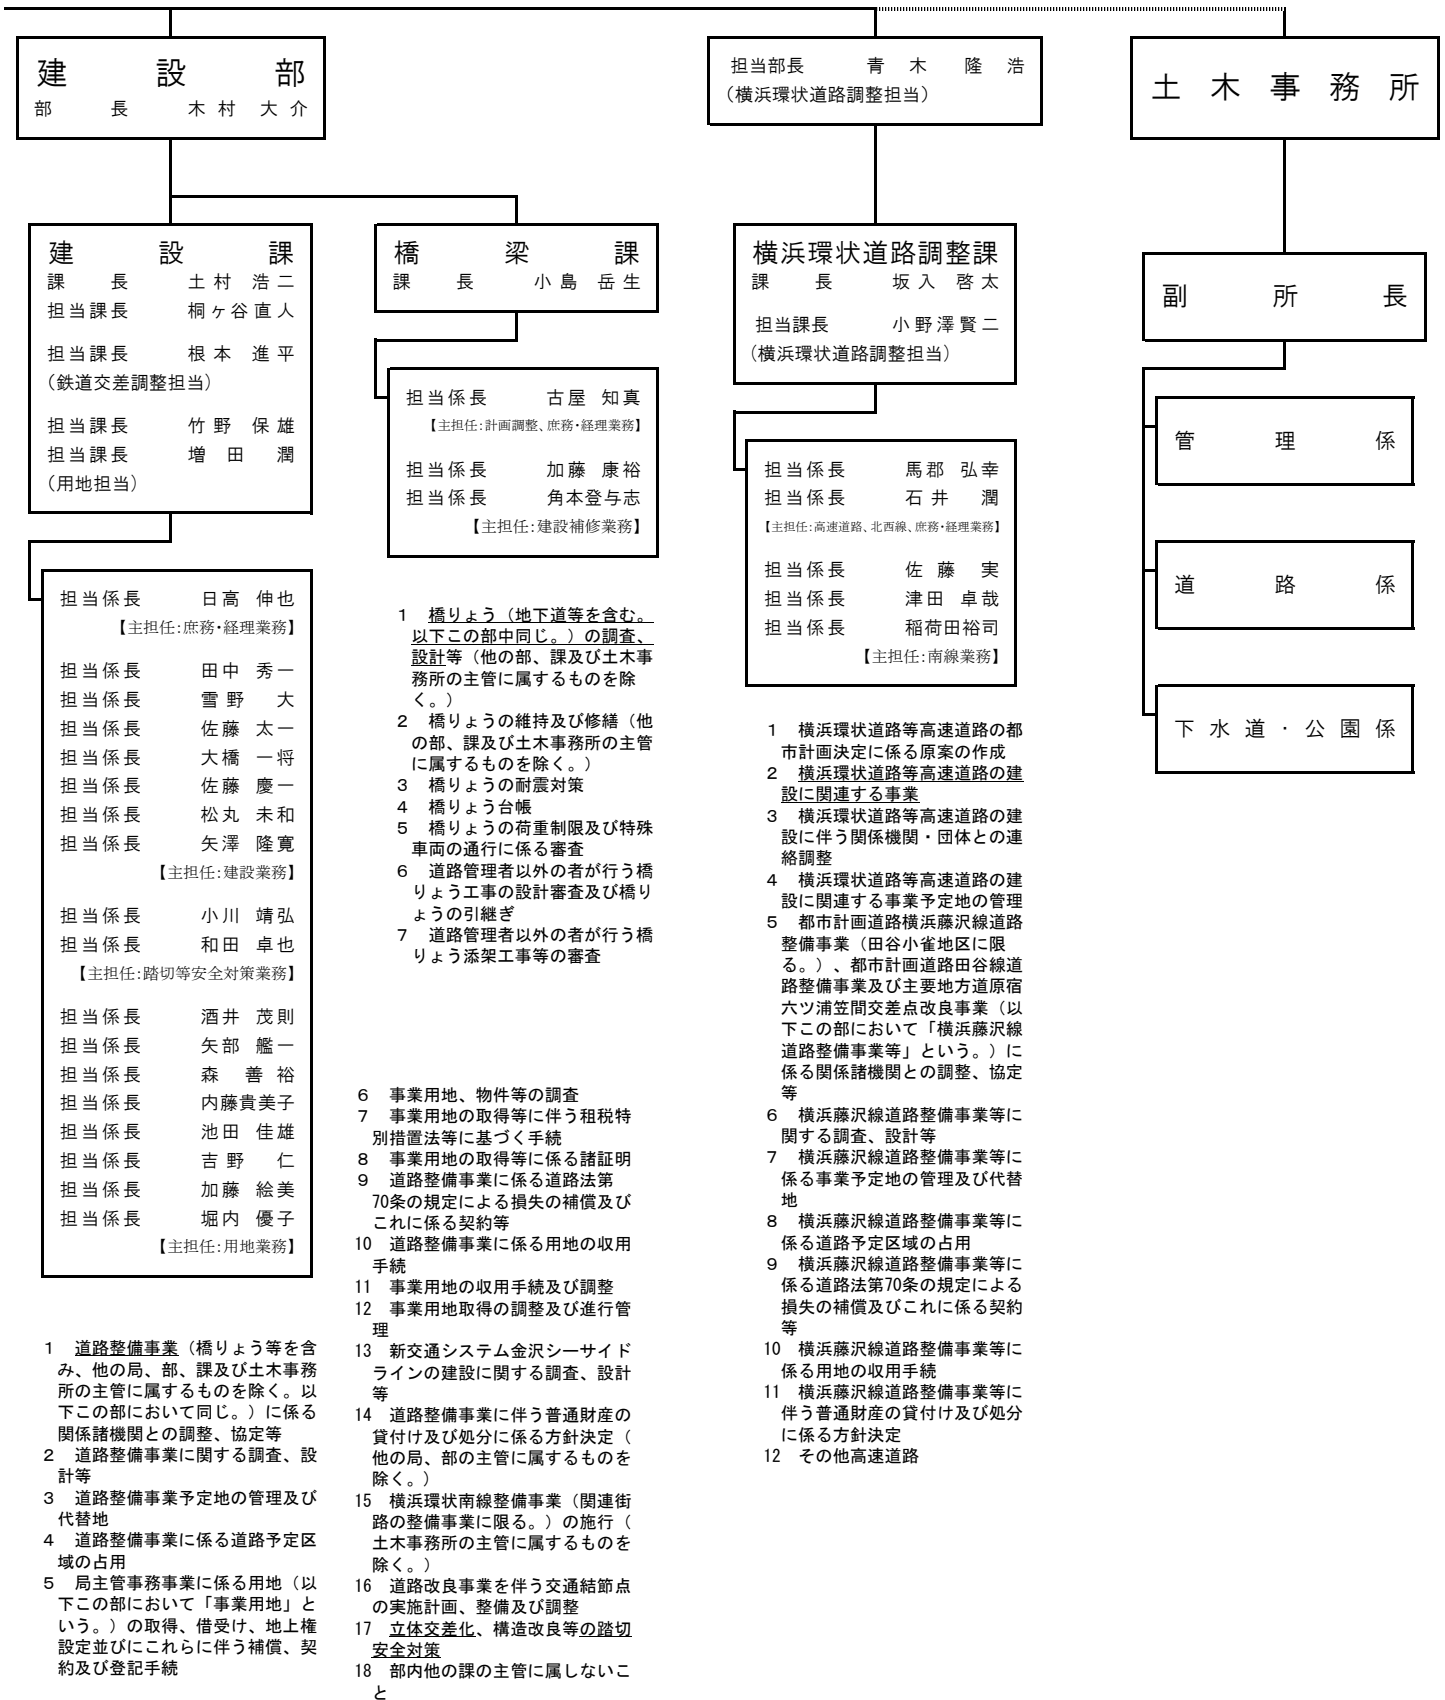 建設部
部長 木村 大介
担当部長 青木 隆浩
（横浜環状道路調整担当）
土木事務所
建設課
課長 土村 浩二
担当課長 桐ヶ谷直人
担当課長 根本 進平
（鉄道交差調整担当）
担当課長 竹野 保雄
担当課長 増田 潤
（用地担当）
担当係長 日高 伸也
【主担任：庶務・経理業務】
担当係長 田中 秀一
担当係長 雪野 大
担当係長 佐藤 太一
担当係長 大橋 一将
担当係長 佐藤 慶一
担当係長 松丸 未和
担当係長 矢澤 隆寛
【主担任：建設業務】
担当係長 小川 靖弘
担当係長 和田 卓也
【主担任：踏切等安全対策業務】
担当係長 酒井 茂則
担当係長 矢部 艦一
担当係長 森 善裕
担当係長 内藤貴美子
担当係長 池田 佳雄
担当係長 吉野 仁
担当係長 加藤 絵美
担当係長 堀内 優子
【主担任：用地業務】
1 道路整備事業（橋りょう等を含
み、他の局、部、課及び土木事務
所の主管に属するものを除く。以
下この部において同じ。）に係る
関係諸機関との調整、協定等
2 道路整備事業に関する調査、設
計等
3 道路整備事業予定地の管理及び
代替地
4 道路整備事業に係る道路予定区
域の占用
5 局主管事務事業に係る用地（以
下この部において「事業用地」と
いう。）の取得、借受け、地上権
設定並びにこれらに伴う補償、契
約及び登記手続
6 事業用地、物件等の調査
7 事業用地の取得等に伴う租税特
別措置法等に基づく手続
8 事業用地の取得等に係る諸証明
9 道路整備事業に係る道路法第
70条の規定による損失の補償及び
これに係る契約等
10 道路整備事業に係る用地の収用
手続
11 事業用地の収用手続及び調整
12 事業用地取得の調整及び進行管
理
13 新交通システム金沢シーサイド
ラインの建設に関する調査、設計
等
14 道路整備事業に伴う普通財産の
貸付け及び処分に係る方針決定（
他の局、部の主管に属するものを
除く。）
15 横浜環状南線整備事業（関連街
路の整備事業に限る。）の施行（
土木事務所の主管に属するものを
除く。）
16 道路改良事業を伴う交通結節点
の実施計画、整備及び調整
17 立体交差化、構造改良等の踏切
安全対策
18 部内他の課の主管に属しないこ
と
橋梁課
課長 小島 岳生
担当係長 古屋 知真
【主担任：計画調整、庶務・経理業務】
担当係長 加藤 康裕
担当係長 角本登与志
【主担任：建設補修業務】
1 橋りょう（地下道等を含む。
以下この部中同じ。）の調査、
設計等（他の部、課及び土木事
務所の主管に属するものを除
く。）
2 橋りょうの維持及び修繕（他
の部、課及び土木事務所の主管
に属するものを除く。）
3 橋りょうの耐震対策
4 橋りょう台帳
5 橋りょうの荷重制限及び特殊
車両の通行に係る審査
6 道路管理者以外の者が行う橋
りょう工事の設計審査及び橋り
ょうの引継ぎ
7 道路管理者以外の者が行う橋
りょう添架工事等の審査
横浜環状道路調整課
課長 坂入 啓太
担当課長 小野澤賢二
（横浜環状道路調整担当）
担当係長 馬郡 弘幸
担当係長 石井 潤
【主担任：高速道路、北西線、庶務・経理業務】
担当係長 佐藤 実
担当係長 津田 卓哉
担当係長 稲荷田裕司
【主担任：南線業務】
1 横浜環状道路等高速道路の都
市計画決定に係る原案の作成
2 横浜環状道路等高速道路の建
設に関連する事業
3 横浜環状道路等高速道路の建
設に伴う関係機関・団体との連
絡調整
4 横浜環状道路等高速道路の建
設に関連する事業予定地の管理
5 都市計画道路横浜藤沢線道路
整備事業（田谷小雀地区に限
る。）、都市計画道路田谷線道
路整備事業及び主要地方道原宿
六ツ浦笠間交差点改良事業（以
下この部において「横浜藤沢線
道路整備事業等」という。）に
係る関係諸機関との調整、協定
等
6 横浜藤沢線道路整備事業等に
関する調査、設計等
7 横浜藤沢線道路整備事業等に
係る事業予定地の管理及び代替
地
8 横浜藤沢線道路整備事業等に
係る道路予定区域の占用
9 横浜藤沢線道路整備事業等に
係る道路法第70条の規定による
損失の補償及びこれに係る契約
等
10 横浜藤沢線道路整備事業等に
係る用地の収用手続
11 横浜藤沢線道路整備事業等に
伴う普通財産の貸付け及び処分
に係る方針決定
12 その他高速道路
副所長
管理係
道路係
下水道・公園係